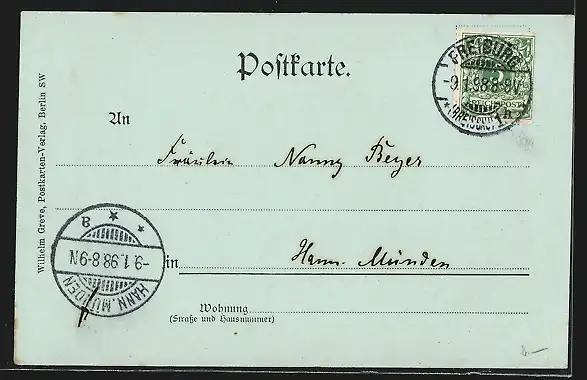 Postkarte.
FREIBURG
-9.1.98.8-9V.
(BREISGAU)
1h
REICHSPOST
An
Fräulein Nanny Beyer
in Hann. Münden
HANN. MÜNDEN
-9.1.98.8-9N
a
Wohnung
(Straße und Hausnummer)
Wilhelm Greve, Postkarten-Verlag, Berlin SW